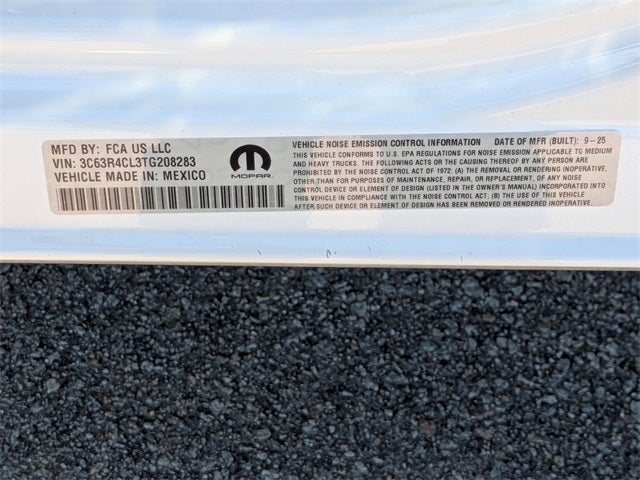 MFD BY: FCA US LLC
VIN: 3C63R4CL3TG208283
VEHICLE MADE IN: MEXICO
MOPAR.
VEHICLE NOISE EMISSION CONTROL INFORMATION DATE OF MFR (BUILT): 9-25
THIS VEHICLE CONFORMS TO U.S. EPA REGULATIONS FOR NOISE EMISSION APPLICABLE TO MEDIUM
AND HEAVY TRUCKS. THE FOLLOWING ACTS OR THE CAUSING THEREOF BY ANY PERSON ARE
PROHIBITED BY THE NOISE CONTROL ACT OF 1972: (A) THE REMOVAL OR RENDERING INOPERATIVE,
OTHER THAN FOR PURPOSES OF MAINTENANCE, REPAIR, OR REPLACEMENT, OF ANY NOISE
CONTROL DEVICE OR ELEMENT OF DESIGN (LISTED IN THE OWNER'S MANUAL) INCORPORATED INTO
THIS VEHICLE IN COMPLIANCE WITH THE NOISE CONTROL ACT; (B) THE USE OF THIS VEHICLE
AFTER SUCH DEVICE OR ELEMENT OF DESIGN HAS BEEN REMOVED OR RENDERED INOPERATIVE.